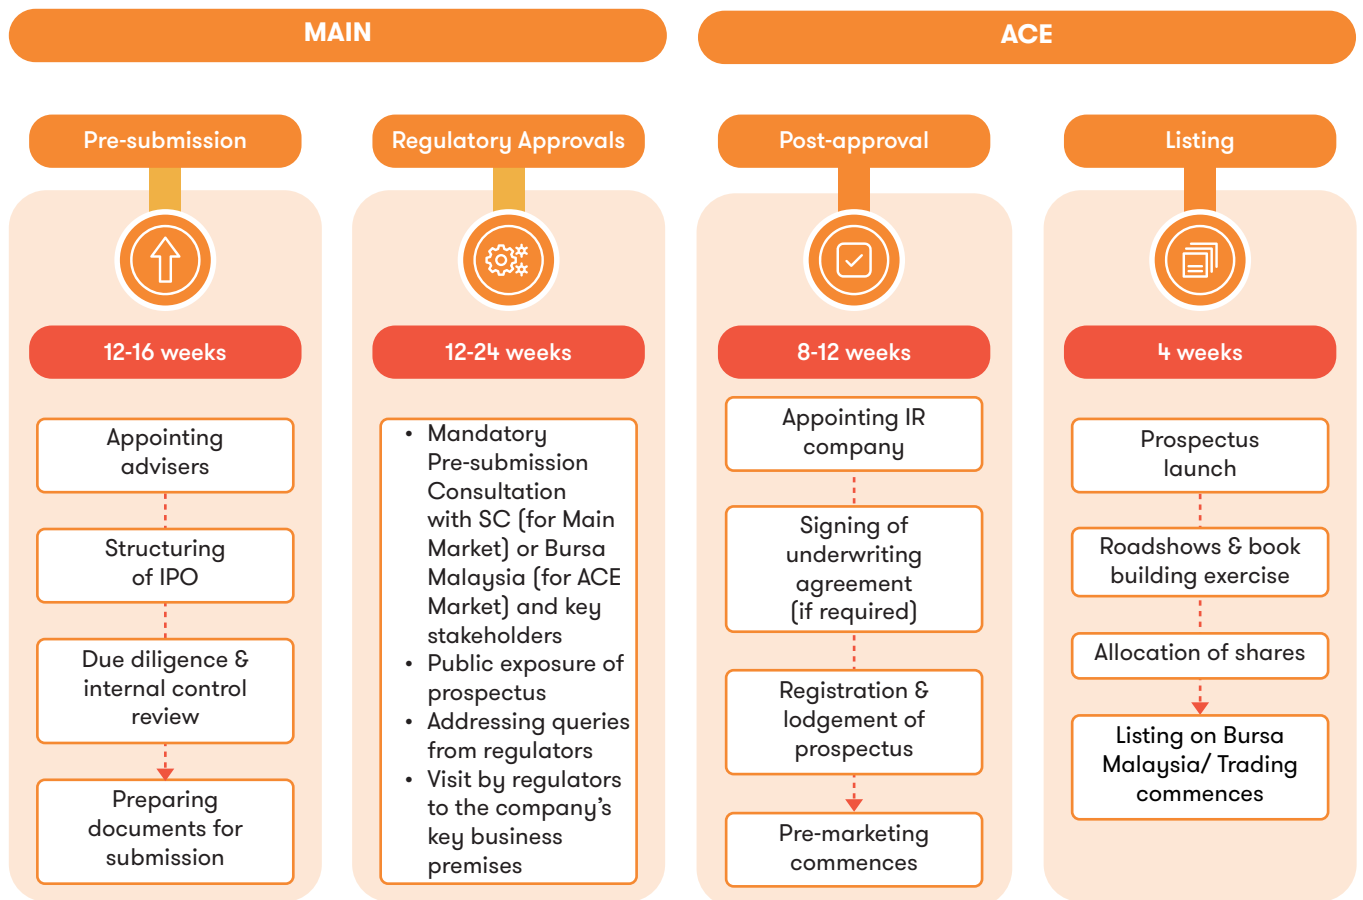 MAIN
ACE
Pre-submission
12-16 weeks
Appointing
advisers
Structuring
of IPO
Due diligence &
internal control
review
Preparing
documents for
submission
Regulatory Approvals
12-24 weeks
• Mandatory
Pre-submission
Consultation
with SC (for Main
Market) or Bursa
Malaysia (for ACE
Market) and key
stakeholders
• Public exposure of
prospectus
• Addressing queries
from regulators
• Visit by regulators
to the company's
key business
premises
Post-approval
8-12 weeks
Appointing IR
company
Signing of
underwriting
agreement
(if required)
Registration &
lodgement of
prospectus
Pre-marketing
commences
Listing
4 weeks
Prospectus
launch
Roadshows & book
building exercise
Allocation of shares
Listing on Bursa
Malaysia/ Trading
commences